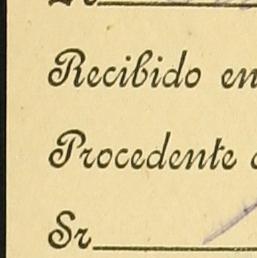 Recibido en
Procedente
Sr